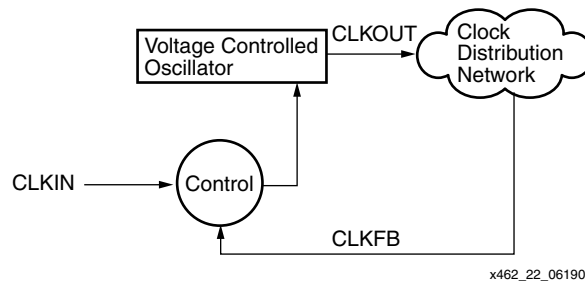 Voltage Controlled
Oscillator
CLKOUT
Clock
Distribution
Network
CLKIN
Control
CLKFB
x462_22_06190